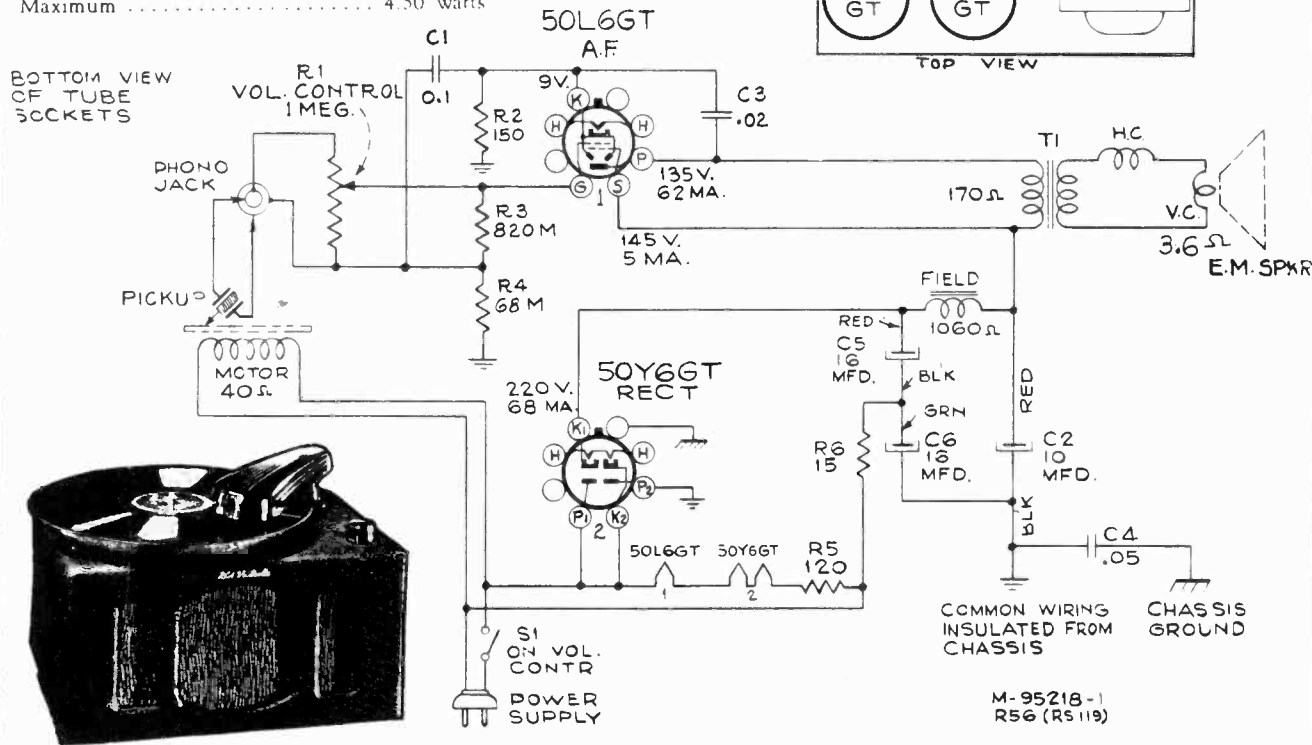 Maximum ..................... 4.50 watts
GT
GT
TOP VIEW
BOTTOM VIEW
OF TUBE
SOCKETS
50L6GT
A.F.
C1
0.1
R1
VOL. CONTROL
1 MEG.
9V.
K
H
H
P
G
S
1
R2
150
C3
.02
PHONO
JACK
135 V.
62 MA.
T1
170Ω
H.C.
V.C.
3.6 Ω
E.M. SPKR
R3
820 M
145 V.
5 MA.
R4
68 M
PICKUP
MOTOR
40Ω
FIELD
1060Ω
RED
C5
16
MFD.
BLK
GRN
C6
16
MFD.
RED
C2
10
MFD.
BLK
220 V.
68 MA.
50Y6GT
RECT
K1
H
H
P2
P1
K2
2
R6
15
50L6GT
1
50Y6GT
2
R5
120
C4
.05
COMMON WIRING
INSULATED FROM
CHASSIS
CHASSIS
GROUND
S1
ON VOL.
CONTR
POWER
SUPPLY
RCA Victrola
M-95218-1
R56 (RS 119)